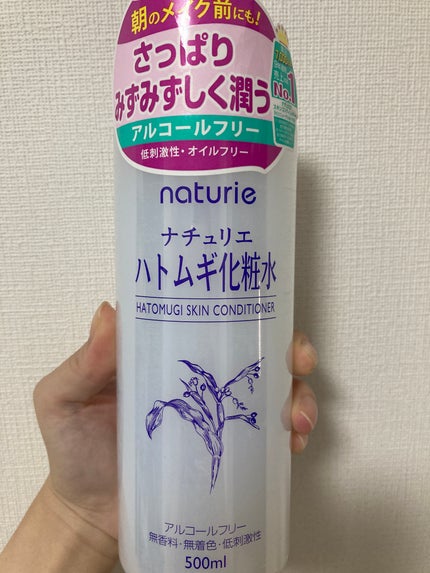 朝のメイク前にも!
さっぱり
みずみずしく潤う
アルコールフリー
低刺激性・オイルフリー
No.1
naturie
ナチュリエ
ハトムギ化粧水
HATOMUGI SKIN CONDITIONER
アルコールフリー
無香料・無着色・低刺激性
500ml